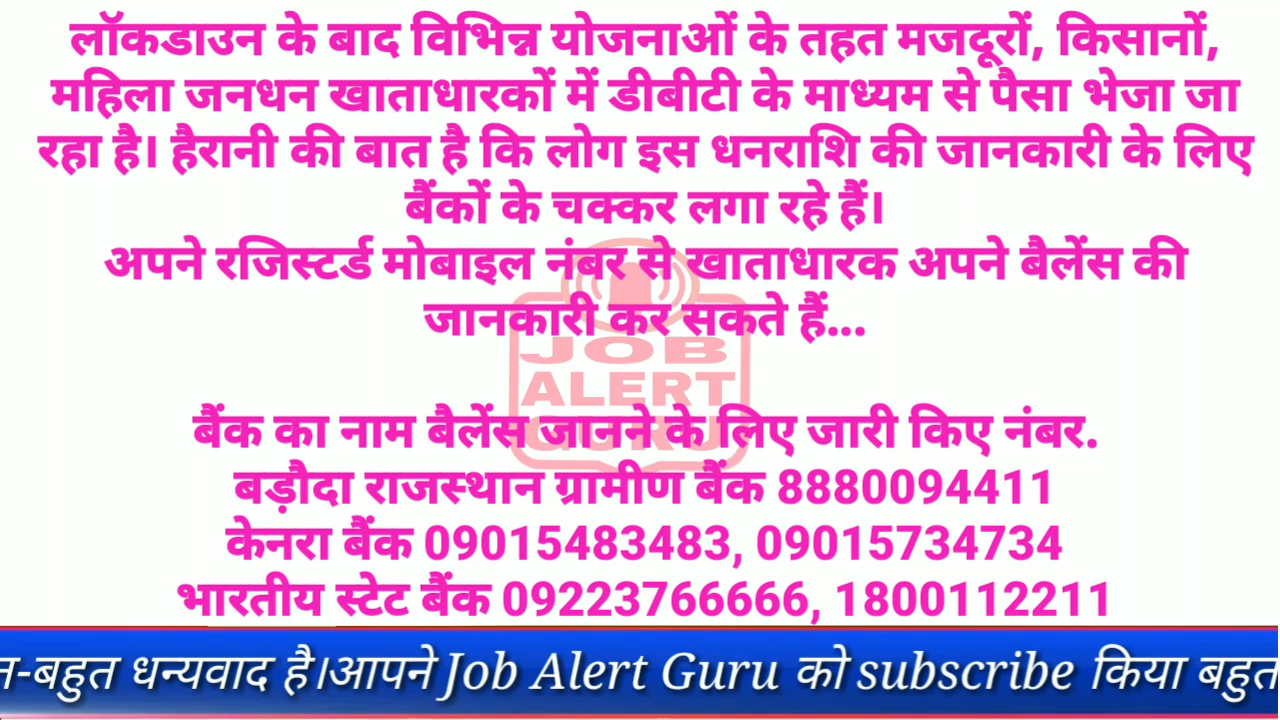 लॉकडाउन के बाद विभिन्न योजनाओं के तहत मजदूरों, किसानों,
महिला जनधन खाताधारकों में डीबीटी के माध्यम से पैसा भेजा जा
रहा है। हैरानी की बात है कि लोग इस धनराशि की जानकारी के लिए
बैंकों के चक्कर लगा रहे हैं।
अपने रजिस्टर्ड मोबाइल नंबर से खाताधारक अपने बैलेंस की
जानकारी कर सकते हैं...
JOB
ALERT
GURU
बैंक का नाम बैलेंस जानने के लिए जारी किए नंबर.
बड़ौदा राजस्थान ग्रामीण बैंक 8880094411
केनरा बैंक 09015483483, 09015734734
भारतीय स्टेट बैंक 09223766666, 1800112211
त-बहुत धन्यवाद है।आपने Job Alert Guru को subscribe किया बहुत